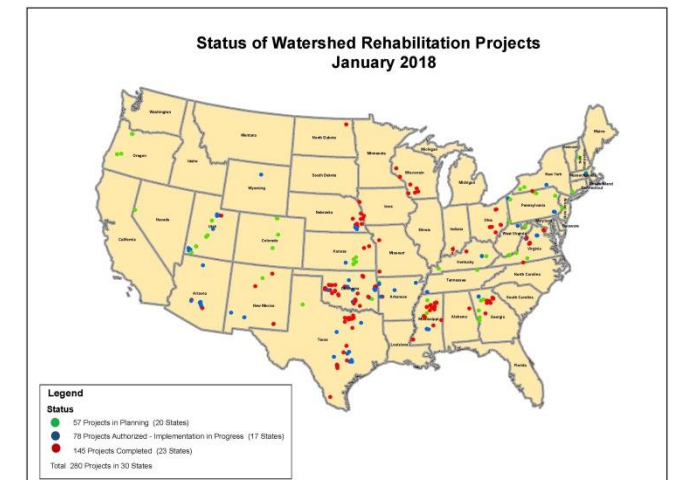 Status of Watershed Rehabilitation Projects
January 2018
Washington
Montana
North Dakota
Minnesota
Maine
Oregon
Idaho
Wyoming
South Dakota
Wisconsin
Michigan
Michigan
New York
Nebraska
Iowa
Pennsylvania
Nevada
Utah
Colorado
Illinois
Indiana
Ohio
West Virginia
Virginia
California
Kansas
Missouri
Kentucky
North Carolina
Tennessee
Arizona
New Mexico
Oklahoma
Arkansas
South Carolina
Mississippi
Alabama
Georgia
Texas
Louisiana
Florida
Legend
Status
57 Projects in Planning (20 States)
78 Projects Authorized - Implementation in Progress (17 States)
145 Projects Completed (23 States)
Total 280 Projects in 30 States